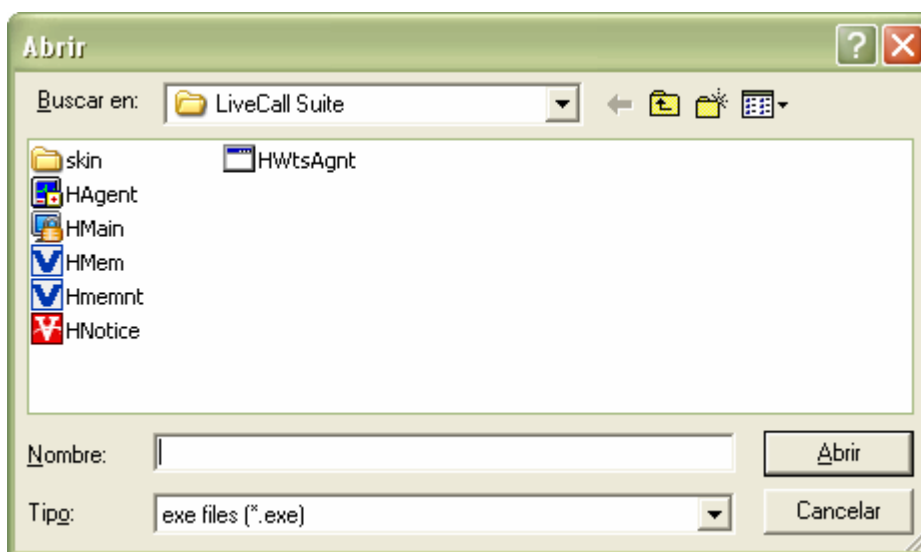 Abrir
Buscar en: LiveCall Suite
skin HWtsAgnt
HAgent
HMain
HMem
Hmemnt
HNotice
Nombre: Abrir
Tipo: exe files (*.exe) Cancelar